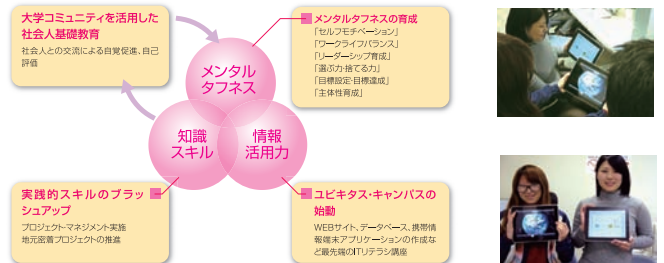 大学コミュニティを活用した
社会人基礎教育
社会人との交流による自覚促進、自己
評価
メンタルタフネスの育成
「セルフモチベーション」
「ワークライフバランス」
「リーダーシップ育成」
「選ぶ力・捨てる力」
「目標設定・目標達成」
「主体性育成」
メンタル
タフネス
知識
スキル
情報
活用力
実践的スキルのブラッ
シュアップ
プロジェクトマネジメント実施
地元密着プロジェクトの推進
ユビキタス・キャンパスの
始動
WEBサイト、データベース、携帯情
報端末アプリケーションの作成な
ど最先端のITリテラシ講座